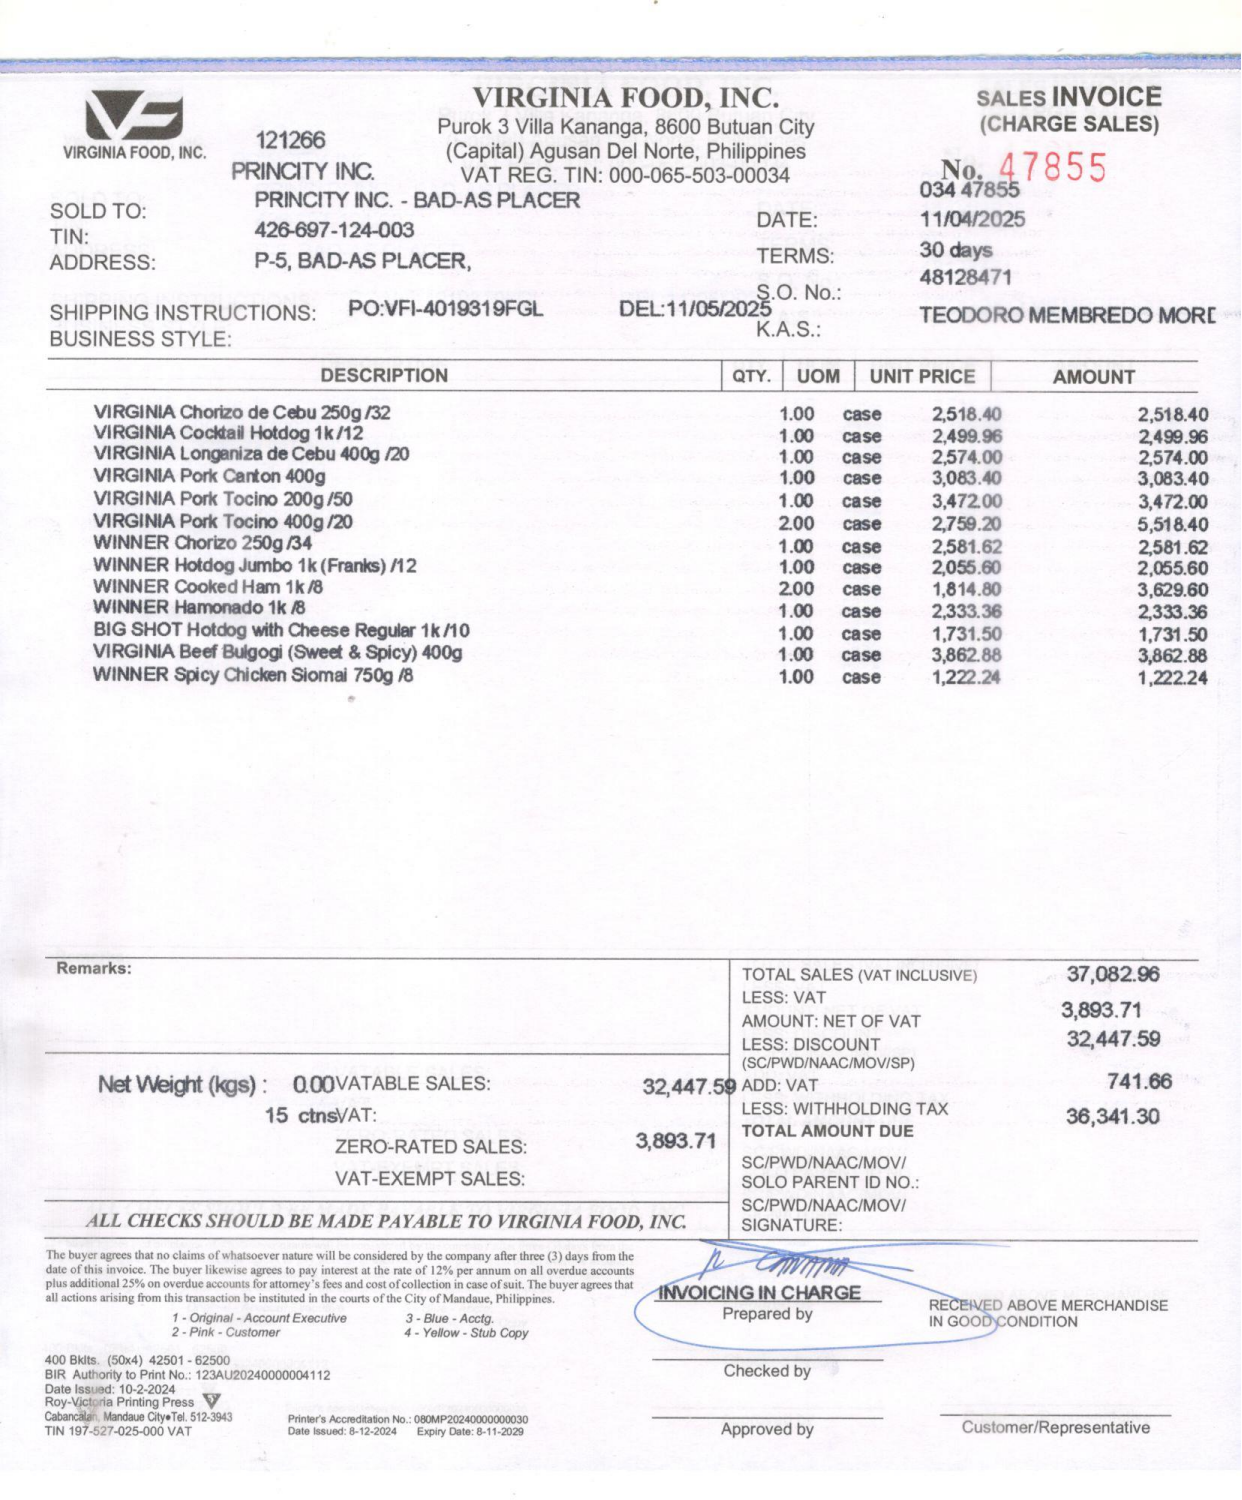 VIRGINIA FOOD, INC.
Purok 3 Villa Kananga, 8600 Butuan City
(Capital) Agusan Del Norte, Philippines
VAT REG. TIN: 000-065-503-00034
VIRGINIA FOOD, INC.
SALES INVOICE
(CHARGE SALES)
No. 47855
034 47855
121266
PRINCITY INC.
SOLD TO: PRINCITY INC. - BAD-AS PLACER
TIN: 426-697-124-003
ADDRESS: P-5, BAD-AS PLACER,
DATE: 11/04/2025
TERMS: 30 days
S.O. No.: 48128471
K.A.S.: TEODORO MEMBREDO MORE
SHIPPING INSTRUCTIONS: PO:VFI-4019319FGL DEL:11/05/2025
BUSINESS STYLE:
DESCRIPTION QTY. UOM UNIT PRICE AMOUNT
VIRGINIA Chorizo de Cebu 250g /32 1.00 case 2,518.40 2,518.40
VIRGINIA Cocktail Hotdog 1k /12 1.00 case 2,499.96 2,499.96
VIRGINIA Longaniza de Cebu 400g /20 1.00 case 2,574.00 2,574.00
VIRGINIA Pork Canton 400g 1.00 case 3,083.40 3,083.40
VIRGINIA Pork Tocino 200g /50 1.00 case 3,472.00 3,472.00
VIRGINIA Pork Tocino 400g /20 2.00 case 2,759.20 5,518.40
WINNER Chorizo 250g /34 1.00 case 2,581.62 2,581.62
WINNER Hotdog Jumbo 1k (Franks) /12 1.00 case 2,055.60 2,055.60
WINNER Cooked Ham 1k /8 2.00 case 1,814.80 3,629.60
WINNER Hamonado 1k /8 1.00 case 2,333.36 2,333.36
BIG SHOT Hotdog with Cheese Regular 1k /10 1.00 case 1,731.50 1,731.50
VIRGINIA Beef Bulgogi (Sweet & Spicy) 400g 1.00 case 3,862.88 3,862.88
WINNER Spicy Chicken Siomai 750g /8 1.00 case 1,222.24 1,222.24
Remarks:
TOTAL SALES (VAT INCLUSIVE) 37,082.96
LESS: VAT 3,893.71
AMOUNT: NET OF VAT
LESS: DISCOUNT 32,447.59
(SC/PWD/NAAC/MOV/SP)
ADD: VAT 741.66
LESS: WITHHOLDING TAX 36,341.30
TOTAL AMOUNT DUE
SC/PWD/NAAC/MOV/
SOLO PARENT ID NO.:
SC/PWD/NAAC/MOV/
SIGNATURE:
Net Weight (kgs) : 0.00 VATABLE SALES: 32,447.59
15 ctns VAT:
ZERO-RATED SALES: 3,893.71
VAT-EXEMPT SALES:
ALL CHECKS SHOULD BE MADE PAYABLE TO VIRGINIA FOOD, INC.
The buyer agrees that no claims of whatsoever nature will be considered by the company after three (3) days from the
date of this invoice. The buyer likewise agrees to pay interest at the rate of 12% per annum on all overdue accounts
plus additional 25% on overdue accounts for attorney's fees and cost of collection in case of suit. The buyer agrees that
all actions arising from this transaction be instituted in the courts of the City of Mandaue, Philippines.
1 - Original - Account Executive 3 - Blue - Acctg.
2 - Pink - Customer 4 - Yellow - Stub Copy
400 Bklts. (50x4) 42501 - 62500
BIR Authority to Print No.: 123AU20240000004112
Date Issued: 10-2-2024
Roy-Victoria Printing Press
Cabancalan, Mandaue City•Tel. 512-3943
TIN 197-527-025-000 VAT
Printer's Accreditation No.: 080MP20240000000030
Date Issued: 8-12-2024 Expiry Date: 8-11-2029
INVOICING IN CHARGE
Prepared by
Checked by
Approved by
RECEIVED ABOVE MERCHANDISE
IN GOOD CONDITION
Customer/Representative